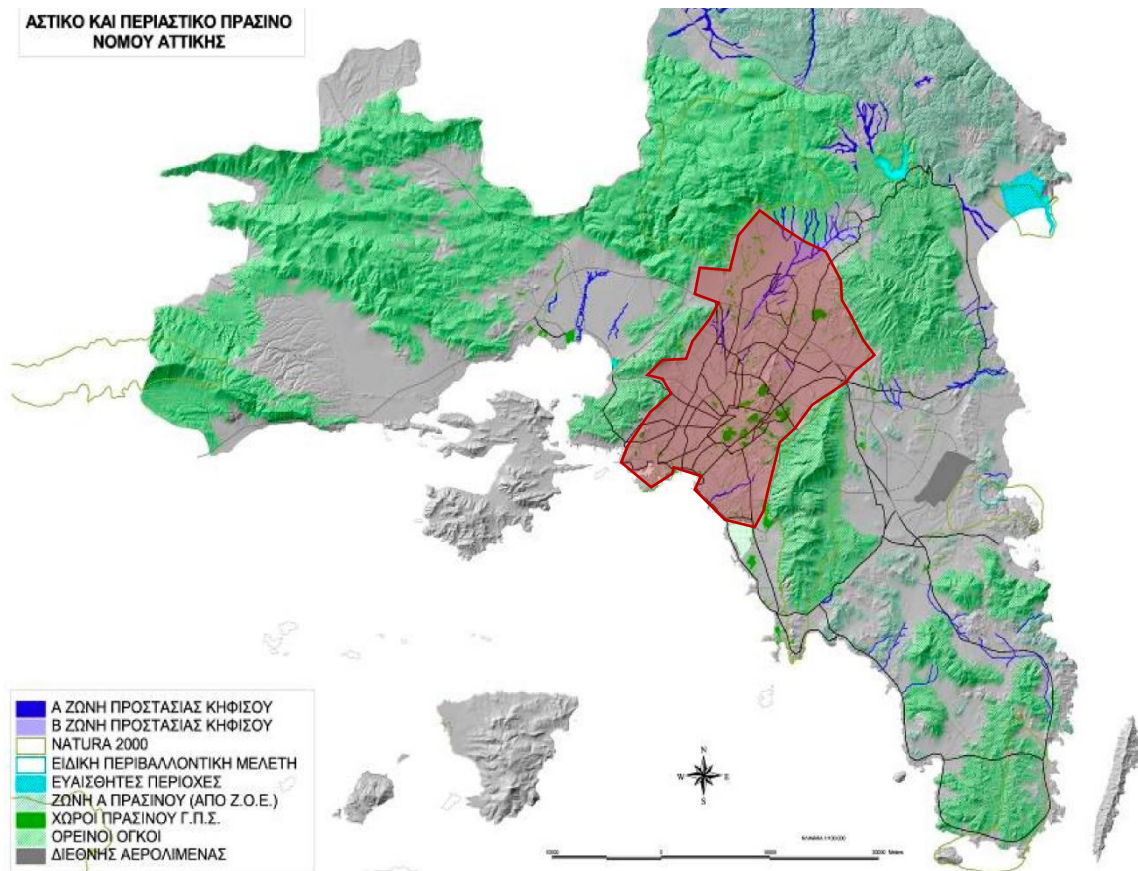 ΑΣΤΙΚΟ ΚΑΙ ΠΕΡΙΑΣΤΙΚΟ ΠΡΑΣΙΝΟ
ΝΟΜΟΥ ΑΤΤΙΚΗΣ
Α ΖΩΝΗ ΠΡΟΣΤΑΣΙΑΣ ΚΗΦΙΣΟΥ
Β ΖΩΝΗ ΠΡΟΣΤΑΣΙΑΣ ΚΗΦΙΣΟΥ
NATURA 2000
ΕΙΔΙΚΗ ΠΕΡΙΒΑΛΛΟΝΤΙΚΗ ΜΕΛΕΤΗ
ΕΥΑΙΣΘΗΤΕΣ ΠΕΡΙΟΧΕΣ
ΖΩΝΗ Α ΠΡΑΣΙΝΟΥ (ΑΠΟ Ζ.Ο.Ε.)
ΧΩΡΟΙ ΠΡΑΣΙΝΟΥ Γ.Π.Σ.
ΟΡΕΙΝΟΙ ΟΓΚΟΙ
ΔΙΕΘΝΗΣ ΑΕΡΟΛΙΜΕΝΑΣ
N
W E
S